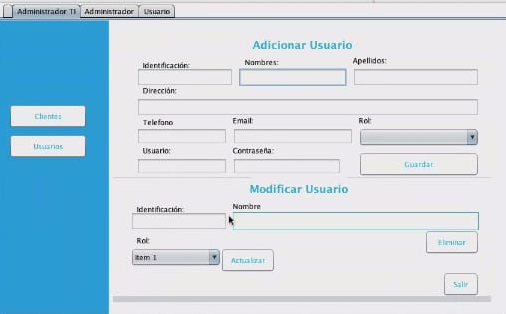 Administrador TI Administrador Usuario
Adicionar Usuario
Identificación: Nombres: Apellidos:
Dirección:
Telefono Email: Rol:
Clientes
Usuarios
Usuario: Contraseña:
Guardar
Modificar Usuario
Identificación: Nombre
Rol:
Eliminar
Item 1 Actualizar
Salir